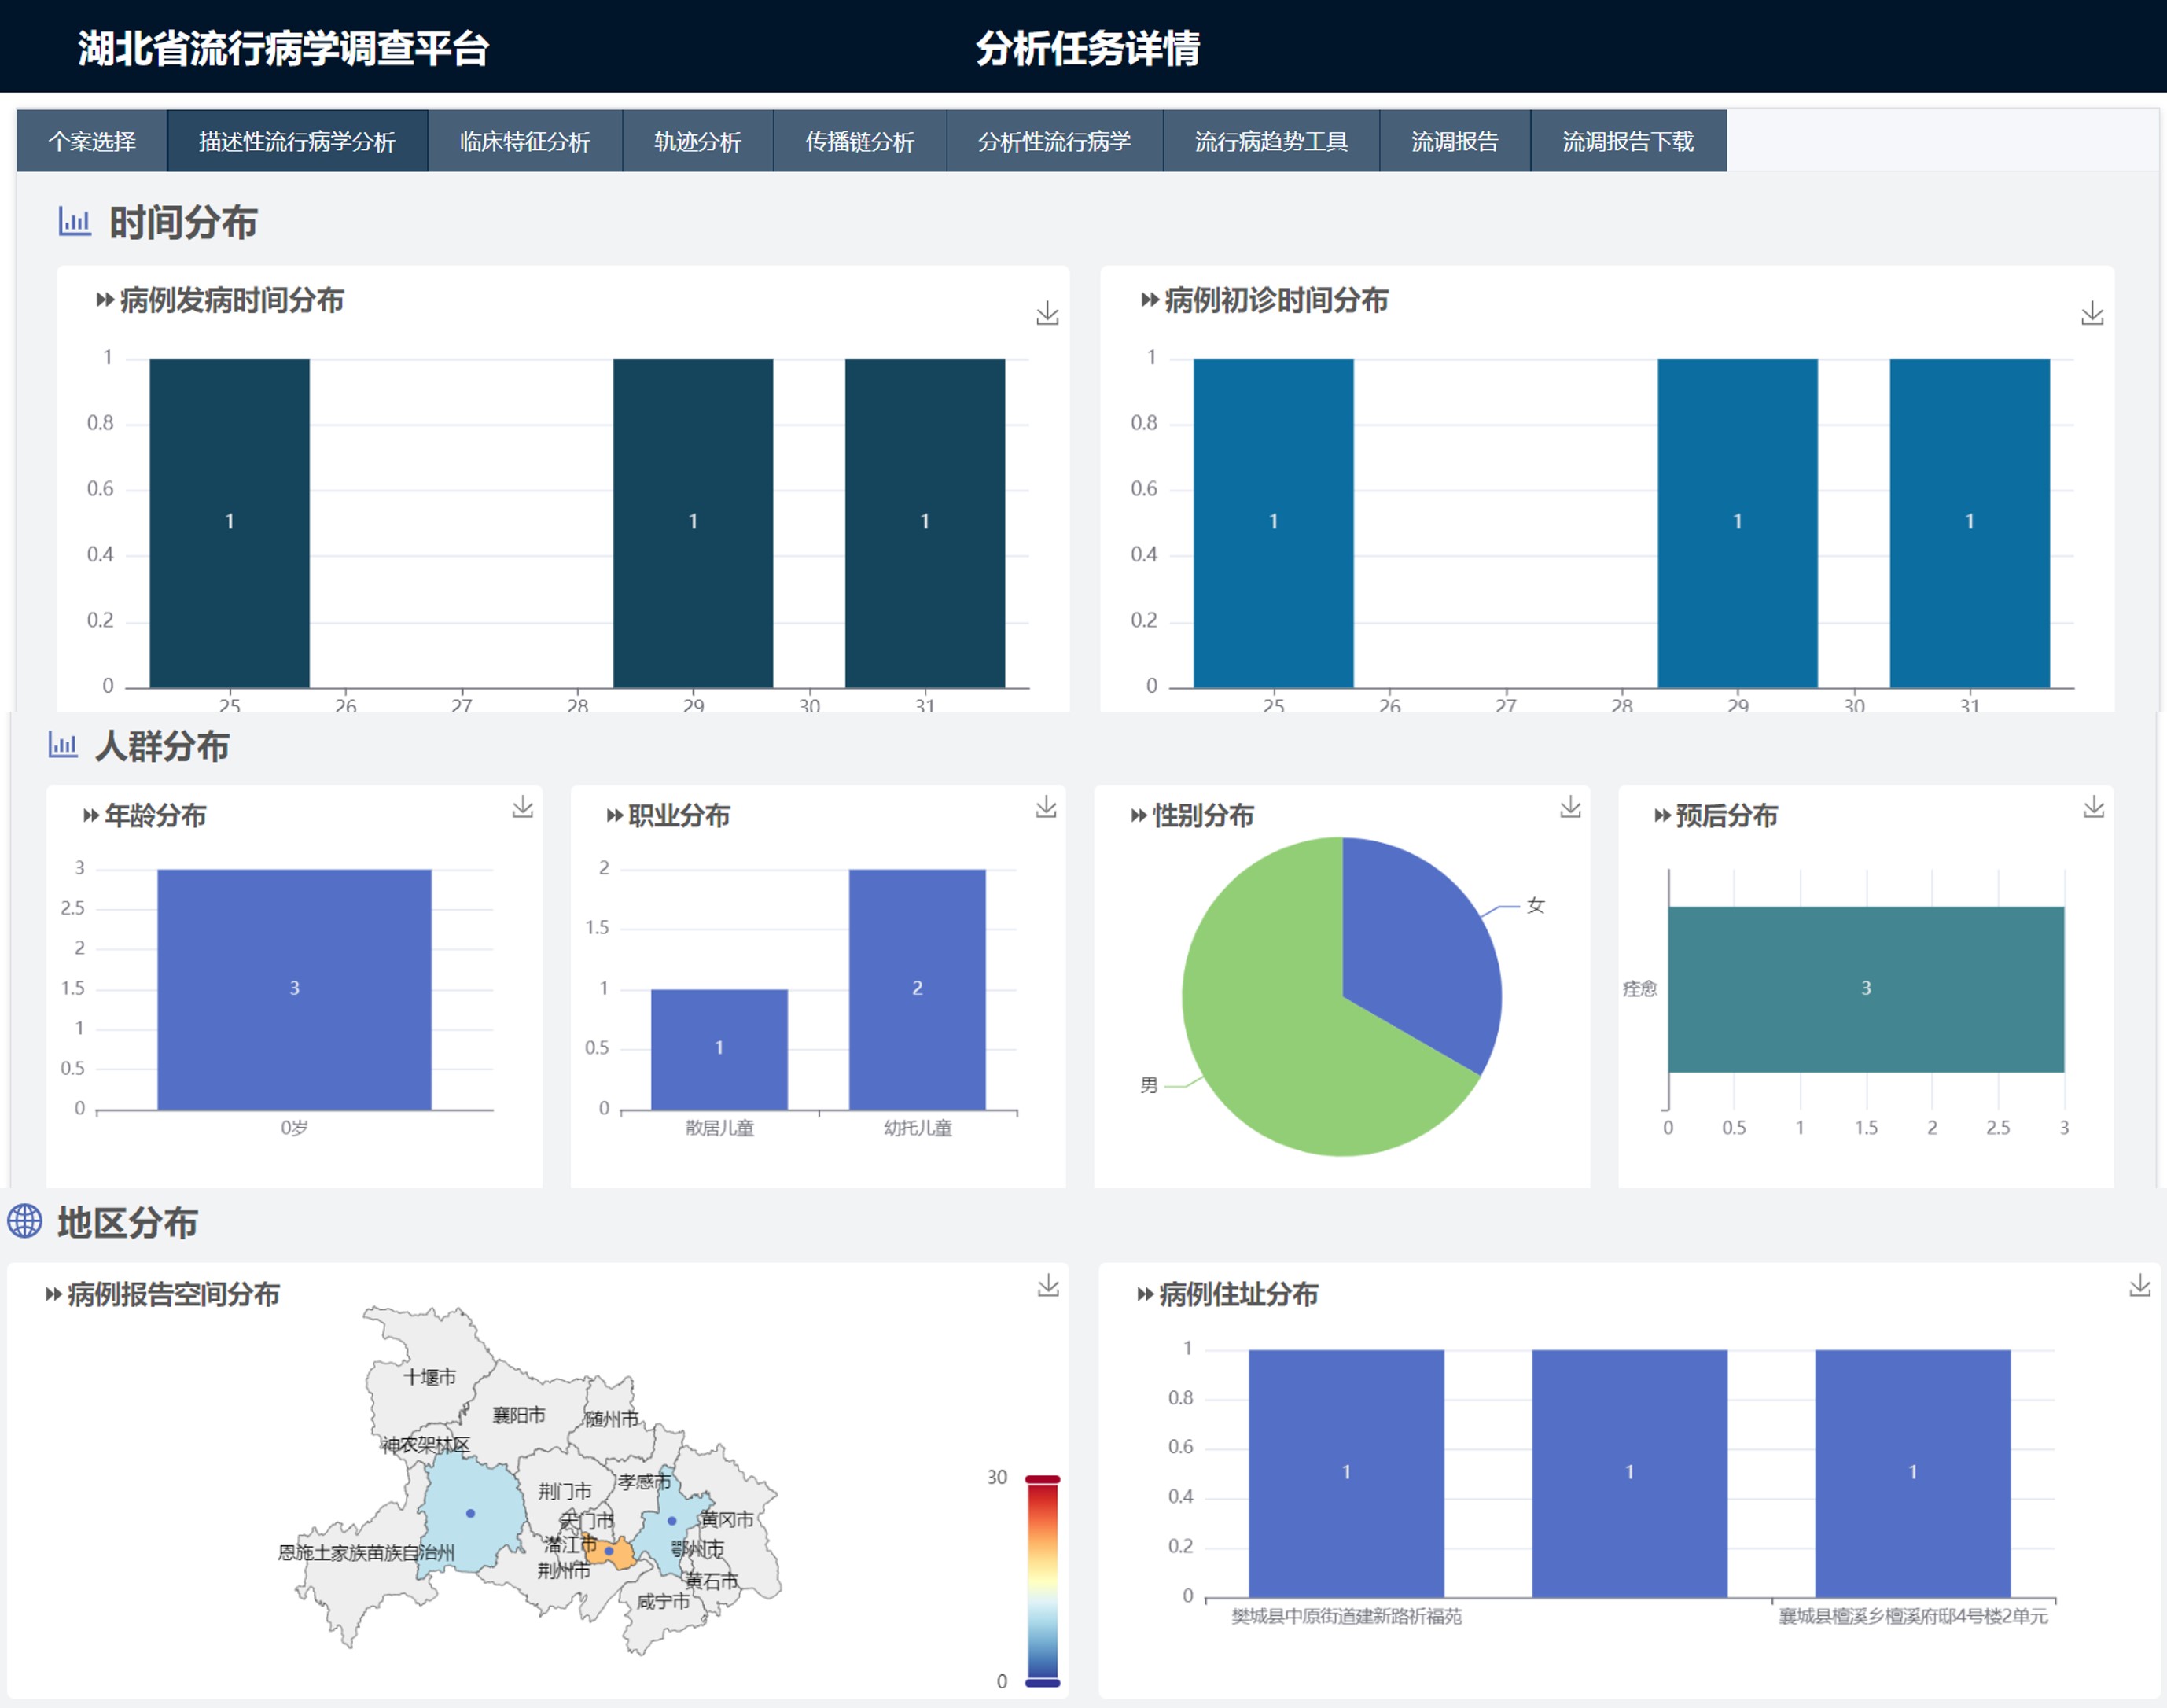 湖北省流行病学调查平台
分析任务详情
个案选择 描述性流行病学分析 临床特征分析 轨迹分析 传播链分析 分析性流行病学 流行病趋势工具 流调报告 流调报告下载
时间分布
病例发病时间分布
1
0.8
0.6
0.4
0.2
0
1 1 1
25 26 27 28 29 30 31
病例初诊时间分布
1
0.8
0.6
0.4
0.2
0
1 1 1
25 26 27 28 29 30 31
人群分布
年龄分布
3
2.5
2
1.5
1
0.5
0
3
0岁
职业分布
2
1.5
1
0.5
0
1 2
散居儿童 幼托儿童
性别分布
女
男
预后分布
痊愈
3
0 0.5 1 1.5 2 2.5 3
地区分布
病例报告空间分布
十堰市
襄阳市
随州市
神农架林区
荆门市
孝感市
天门市
黄冈市
潜江市
鄂州市
恩施土家族苗族自治州
荆州市
黄石市
咸宁市
30
0
病例住址分布
1
0.8
0.6
0.4
0.2
0
1 1 1
樊城县中原街道建新路祈福苑 襄城县檀溪乡檀溪府邸4号楼2单元